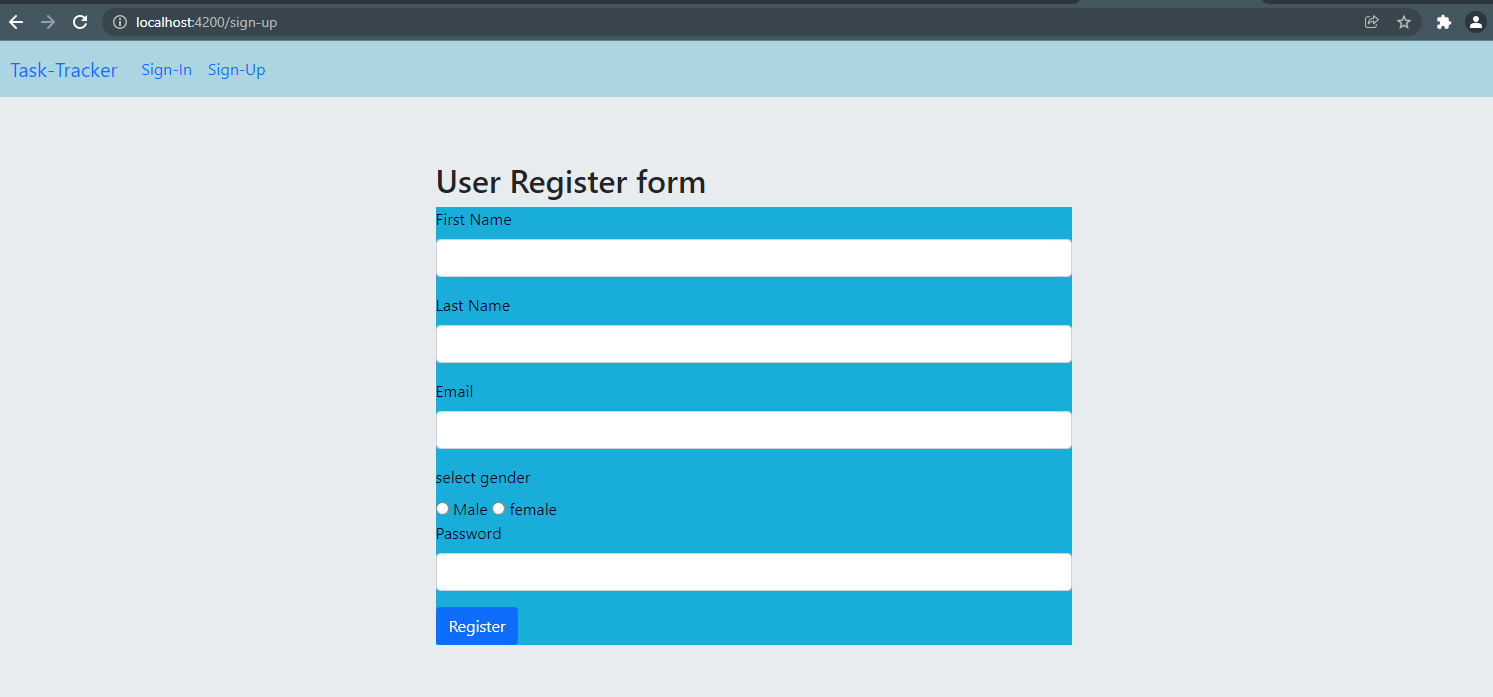 localhost:4200/sign-up
Task-Tracker Sign-In Sign-Up
User Register form
First Name
Last Name
Email
select gender
Male female
Password
Register